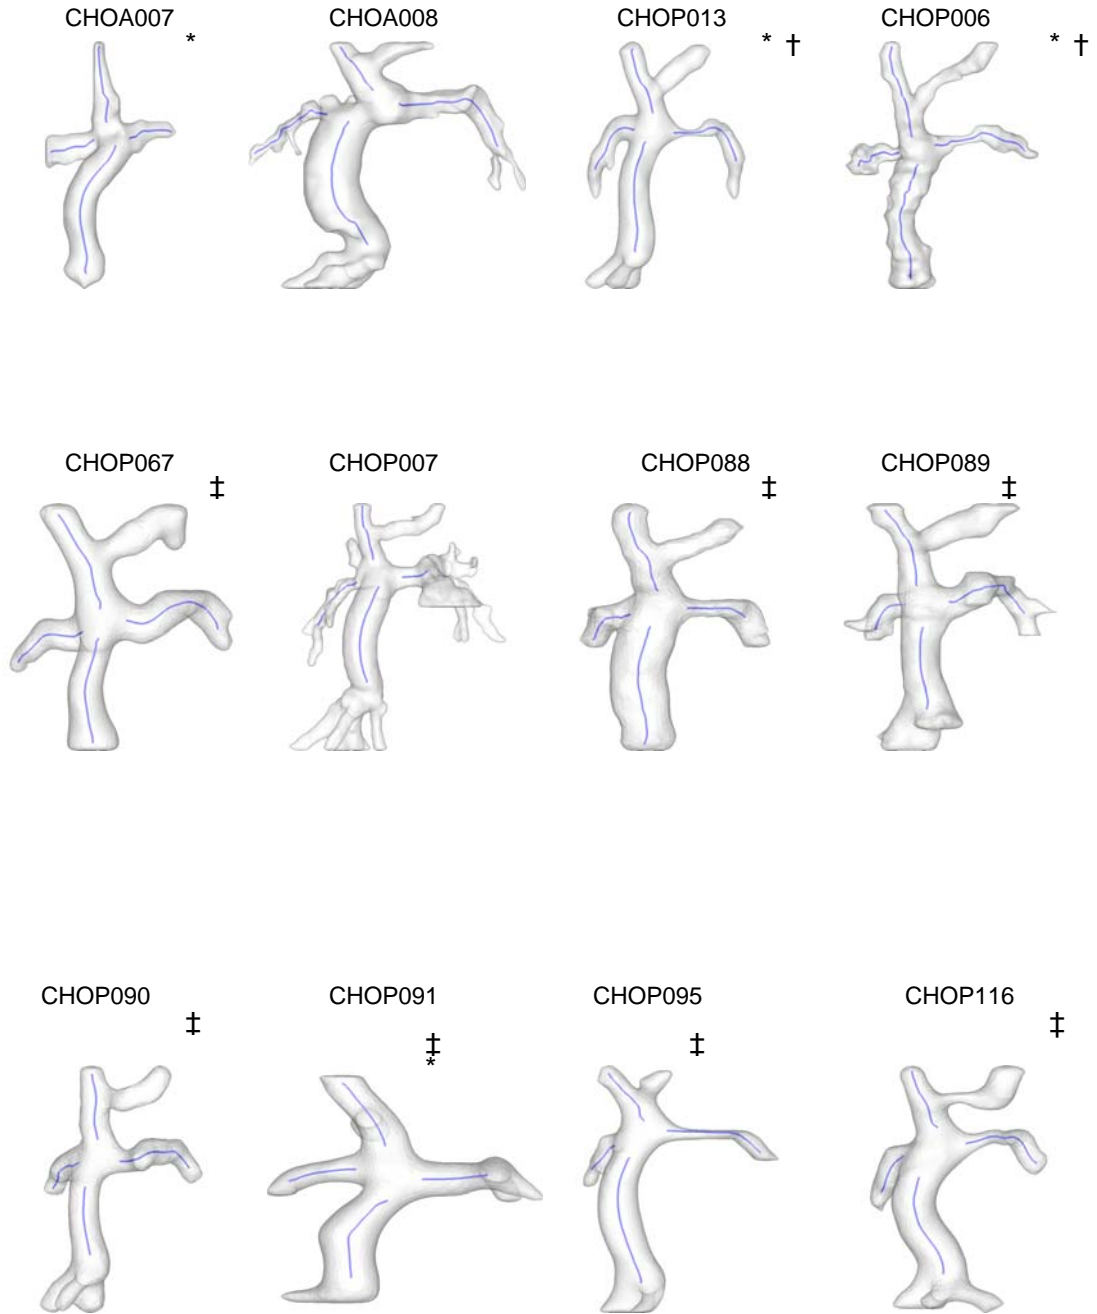 CHOA007 CHOA008 CHOP013 CHOP006
* * † * †
CHOP067 CHOP007 CHOP088 CHOP089
‡ ‡ ‡
CHOP090 CHOP091 CHOP095 CHOP116
‡ ‡
‡ ‡
*